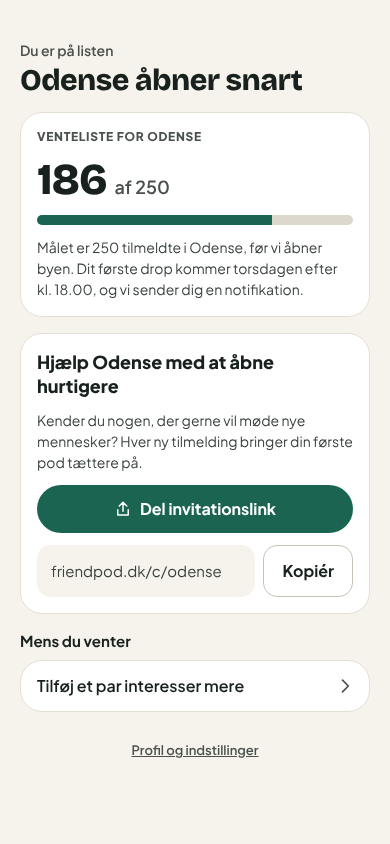 Du er på listen
Odense åbner snart
VENTELISTE FOR ODENSE
186 af 250
Målet er 250 tilmeldte i Odense, før vi åbner
byen. Dit første drop kommer torsdagen efter
kl. 18.00, og vi sender dig en notifikation.
Hjælp Odense med at åbne
hurtigere
Kender du nogen, der gerne vil møde nye
mennesker? Hver ny tilmelding bringer din første
pod tættere på.
Del invitationslink
friendpod.dk/c/odense
Kopiér
Mens du venter
Tilføj et par interesser mere
Profil og indstillinger